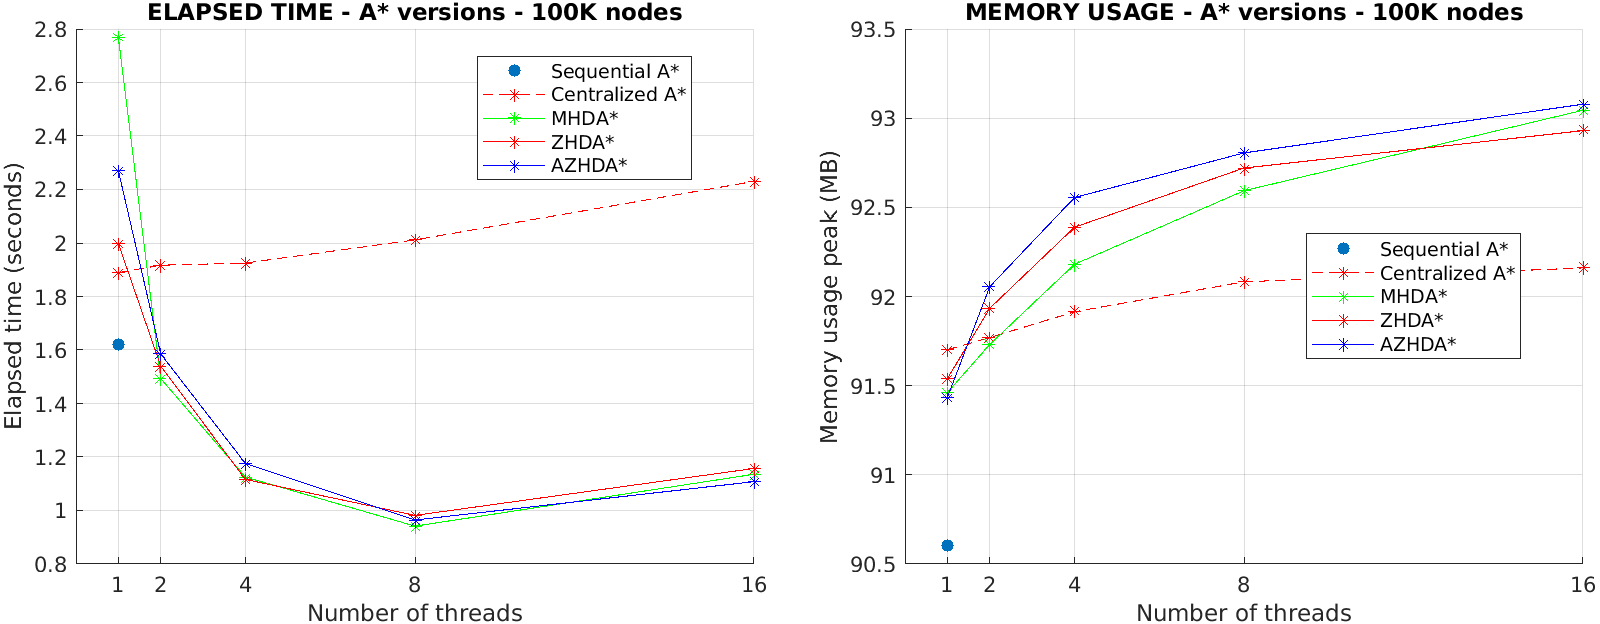 ELAPSED TIME - A* versions - 100K nodes
2.8
2.6
2.4
2.2
2
1.8
1.6
1.4
1.2
1
0.8
Elapsed time (seconds)
Sequential A*
Centralized A*
MHDA*
ZHDA*
AZHDA*
1 2 4 8 16
Number of threads
MEMORY USAGE - A* versions - 100K nodes
93.5
93
92.5
92
91.5
91
90.5
Memory usage peak (MB)
Sequential A*
Centralized A*
MHDA*
ZHDA*
AZHDA*
1 2 4 8 16
Number of threads